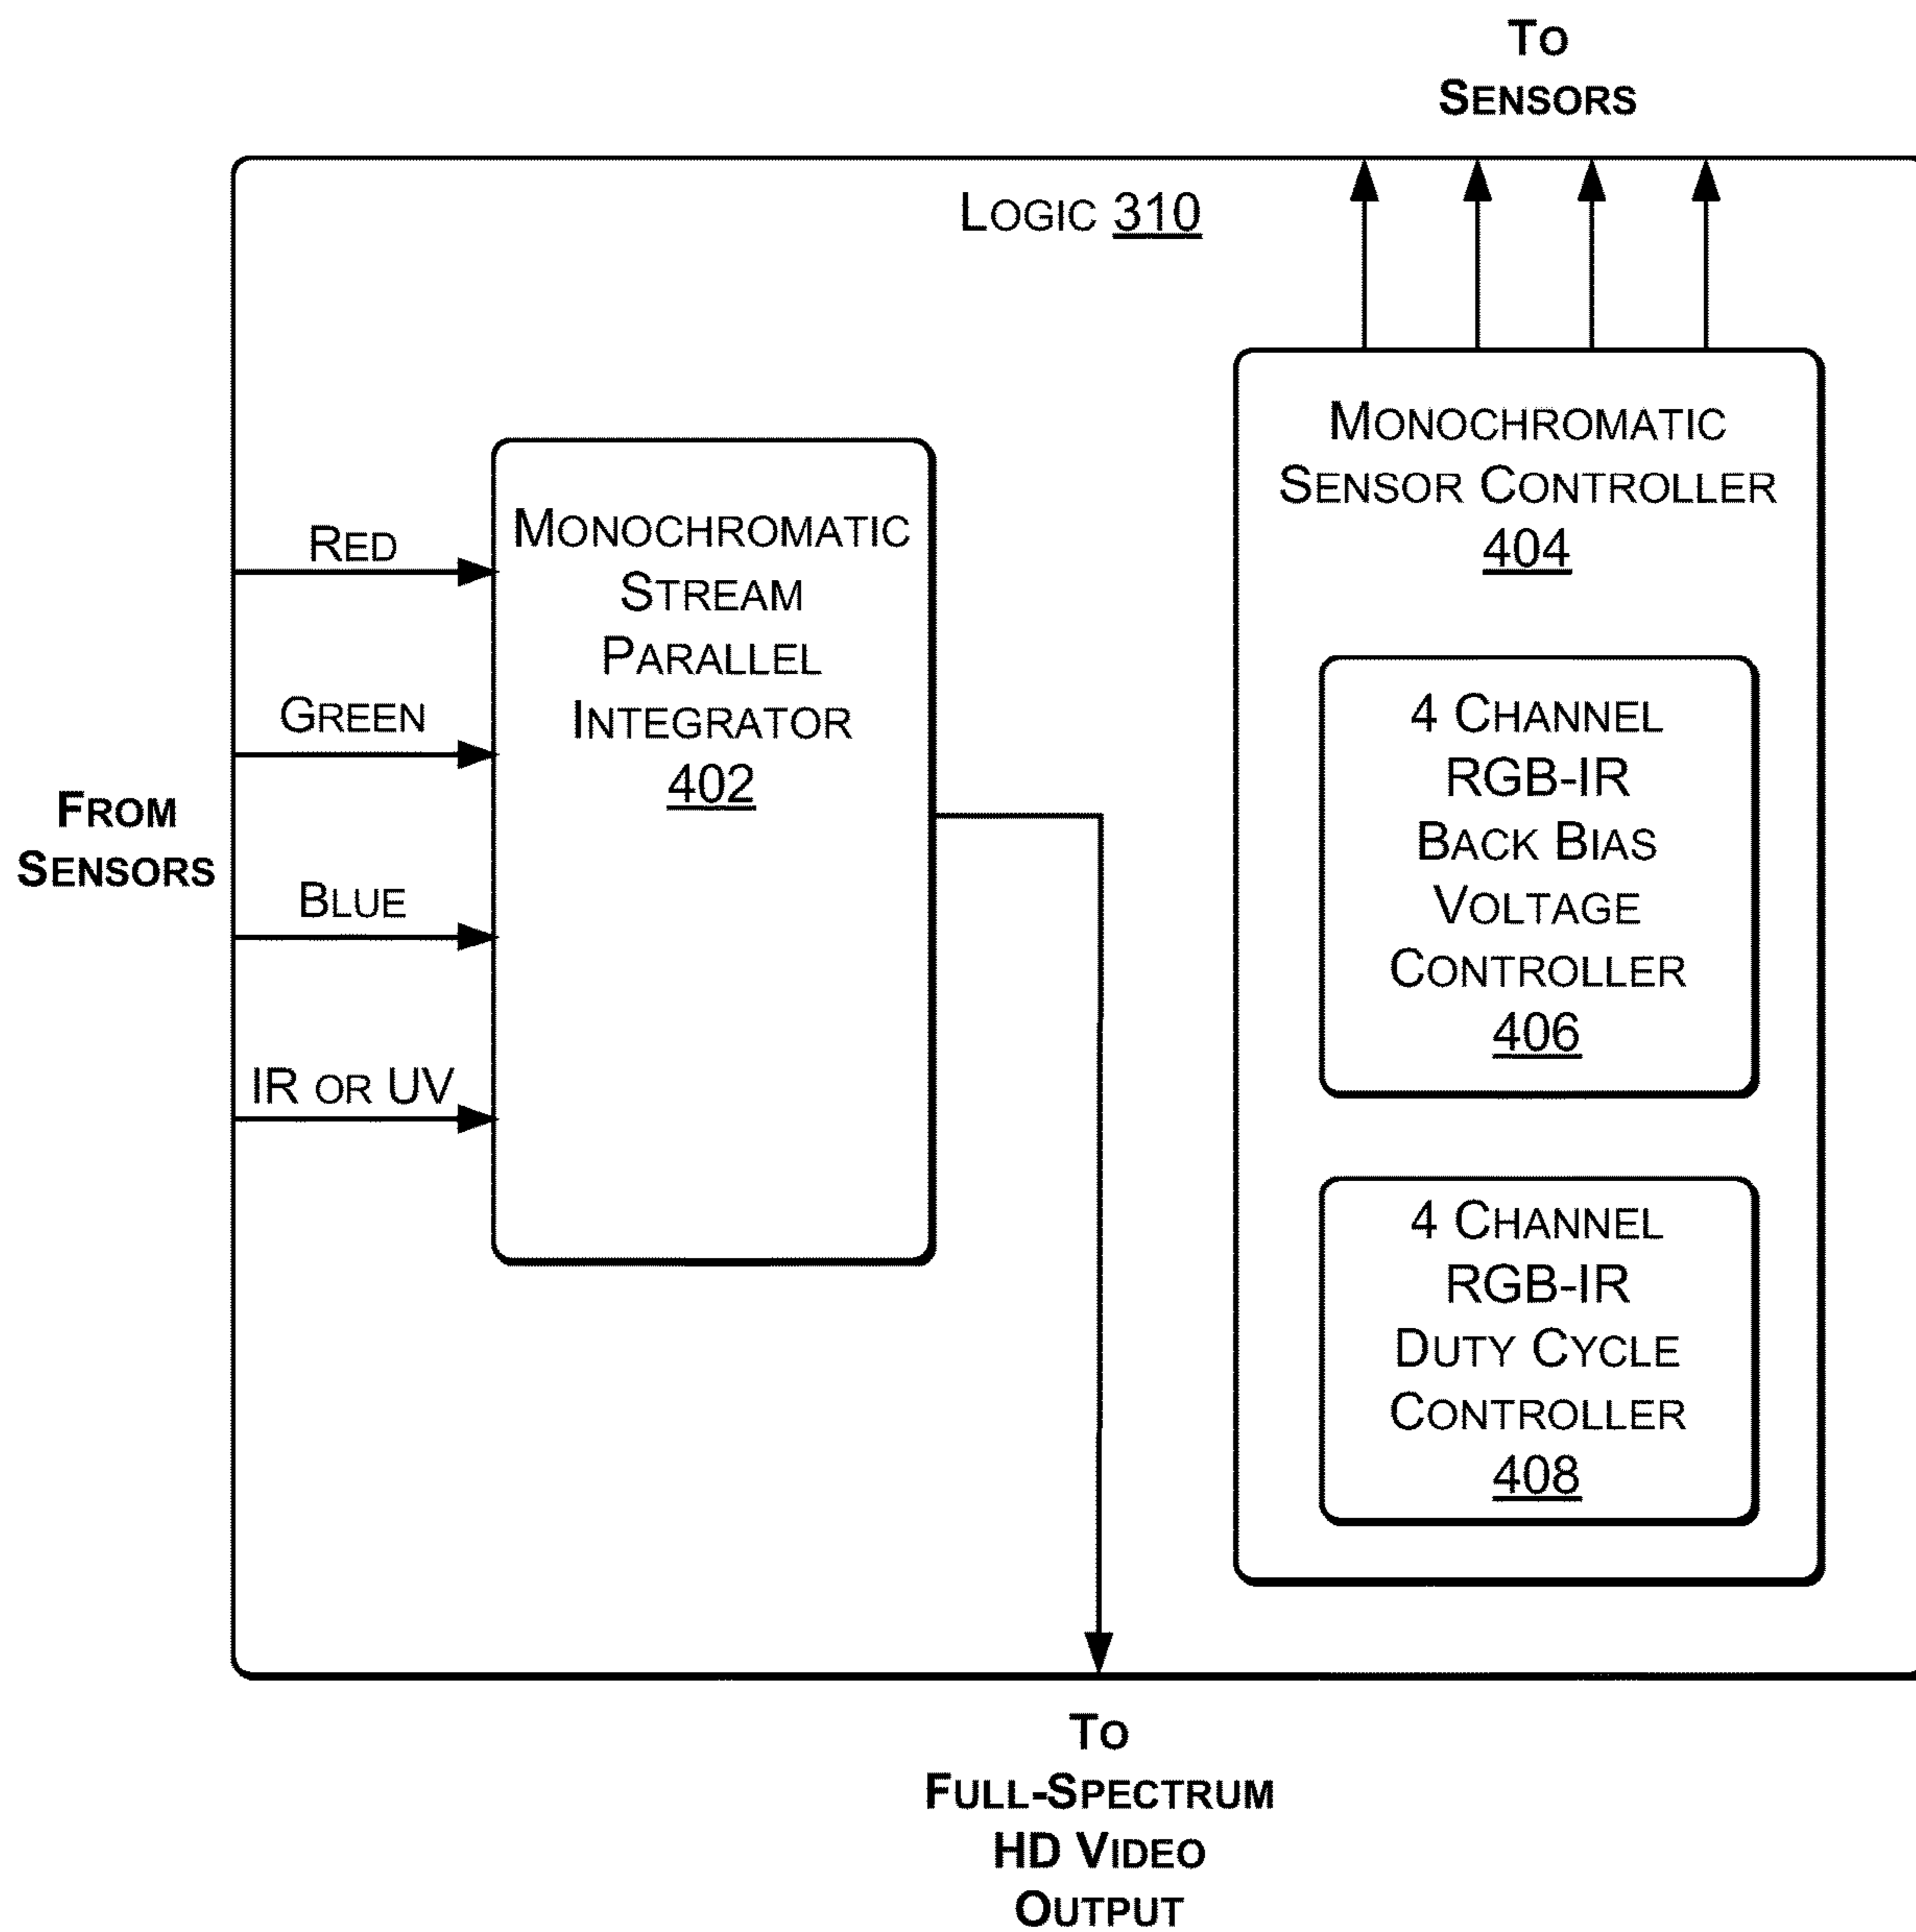 TO
SENSORS
LOGIC 310
MONOCHROMATIC
SENSOR CONTROLLER
404
RED
MONOCHROMATIC
STREAM
PARALLEL
INTEGRATOR
402
GREEN
FROM
SENSORS
BLUE
IR OR UV
4 CHANNEL
RGB-IR
BACK BIAS
VOLTAGE
CONTROLLER
406
4 CHANNEL
RGB-IR
DUTY CYCLE
CONTROLLER
408
TO
FULL-SPECTRUM
HD VIDEO
OUTPUT